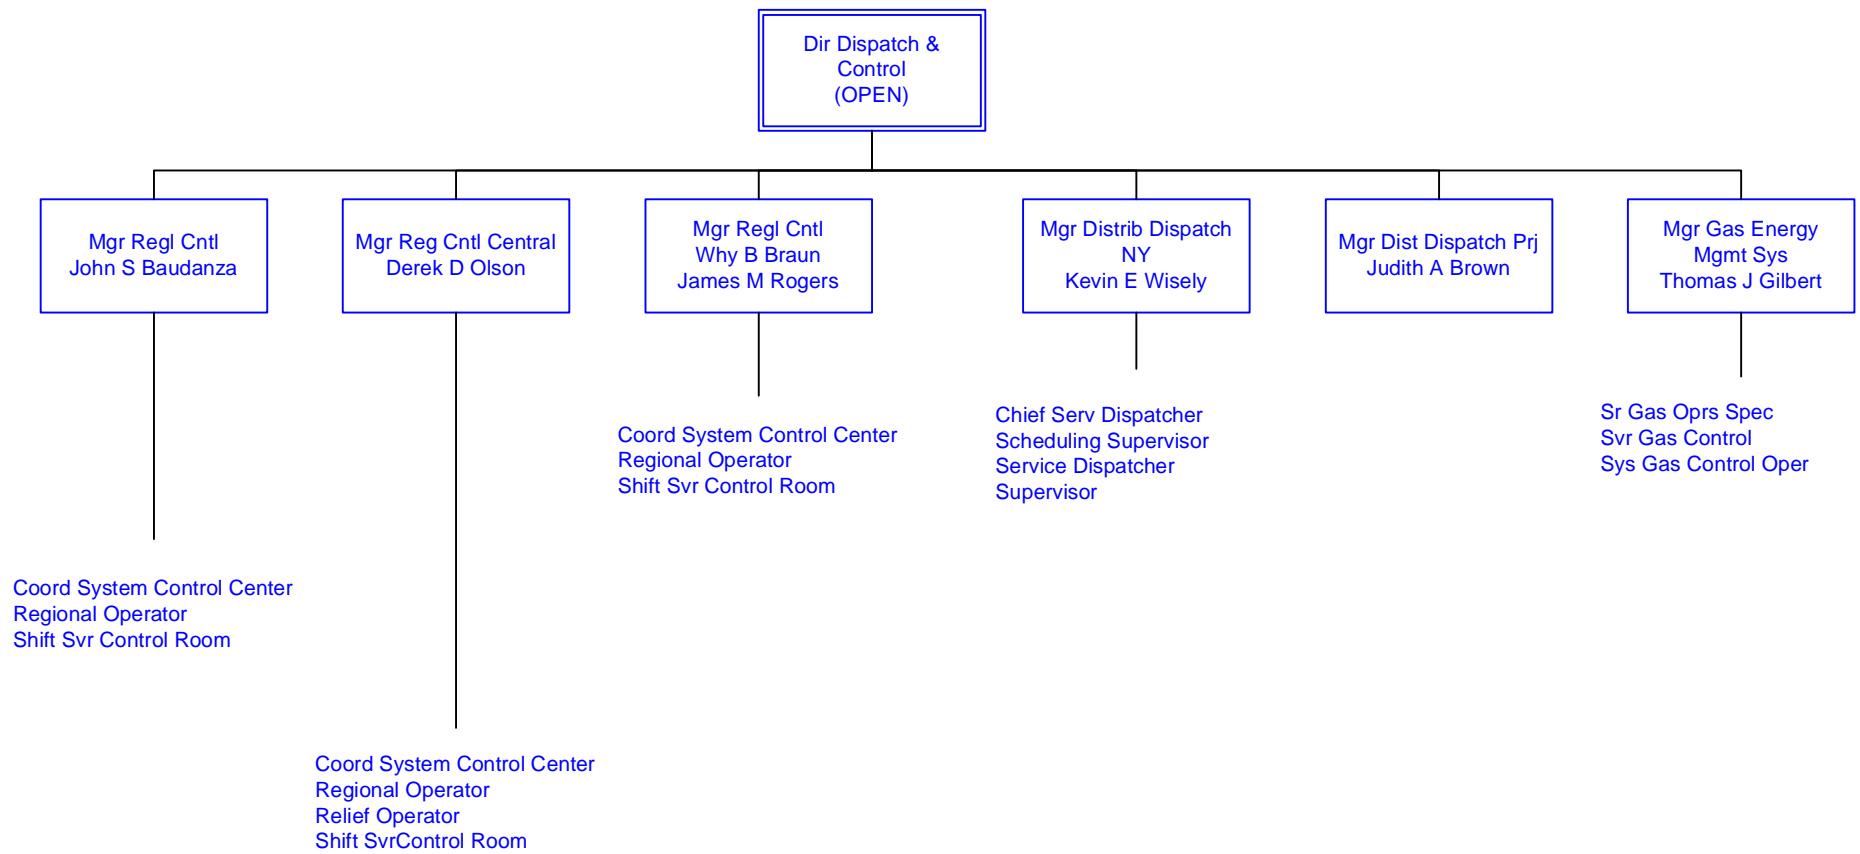 Dir Dispatch &
Control
(OPEN)
Mgr Regl Cntl
John S Baudanza
Mgr Reg Cntl Central
Derek D Olson
Mgr Regl Cntl
Why B Braun
James M Rogers
Mgr Distrib Dispatch
NY
Kevin E Wisely
Mgr Dist Dispatch Prj
Judith A Brown
Mgr Gas Energy
Mgmt Sys
Thomas J Gilbert
Coord System Control Center
Regional Operator
Shift Svr Control Room
Coord System Control Center
Regional Operator
Relief Operator
Shift SvrControl Room
Coord System Control Center
Regional Operator
Shift Svr Control Room
Chief Serv Dispatcher
Scheduling Supervisor
Service Dispatcher
Supervisor
Sr Gas Oprs Spec
Svr Gas Control
Sys Gas Control Oper